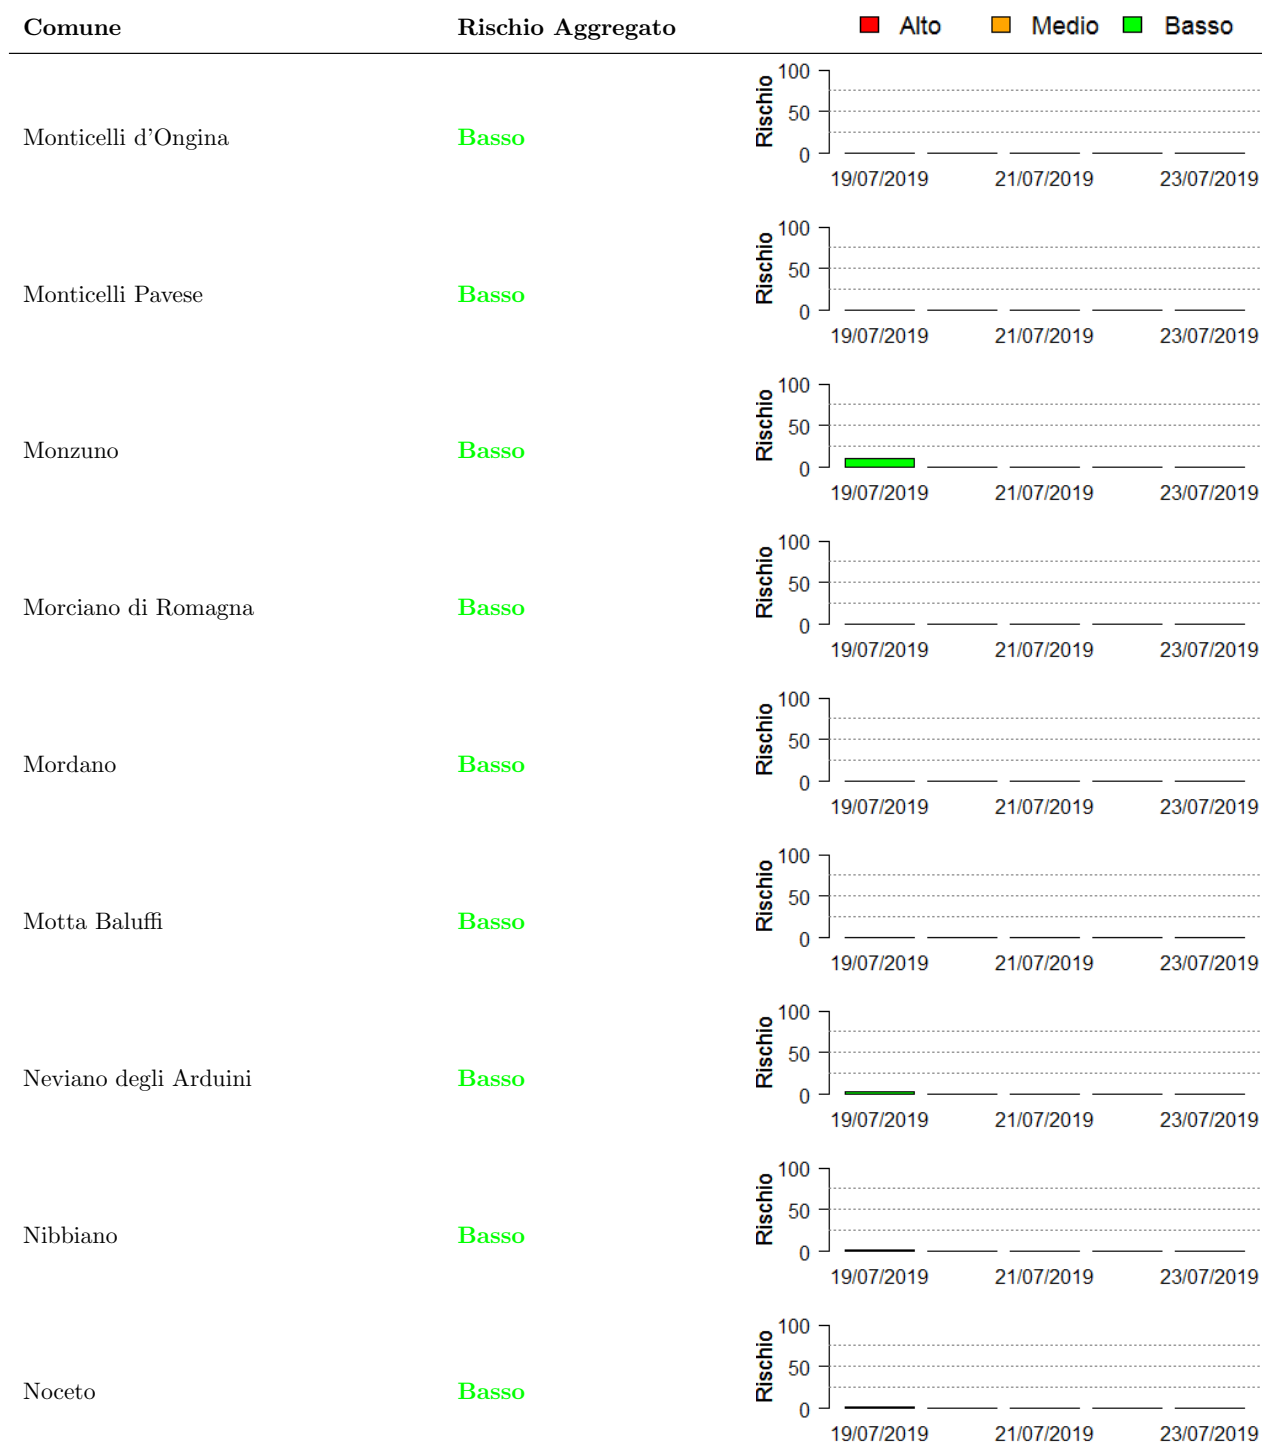 Comune Rischio Aggregato Alto Medio Basso
Monticelli d'Ongina Basso Rischio 100 50 0
19/07/2019 21/07/2019 23/07/2019
Monticelli Pavese Basso Rischio 100 50 0
19/07/2019 21/07/2019 23/07/2019
Monzuno Basso Rischio 100 50 0
19/07/2019 21/07/2019 23/07/2019
Morciano di Romagna Basso Rischio 100 50 0
19/07/2019 21/07/2019 23/07/2019
Mordano Basso Rischio 100 50 0
19/07/2019 21/07/2019 23/07/2019
Motta Baluffi Basso Rischio 100 50 0
19/07/2019 21/07/2019 23/07/2019
Neviano degli Arduini Basso Rischio 100 50 0
19/07/2019 21/07/2019 23/07/2019
Nibbiano Basso Rischio 100 50 0
19/07/2019 21/07/2019 23/07/2019
Noceto Basso Rischio 100 50 0
19/07/2019 21/07/2019 23/07/2019